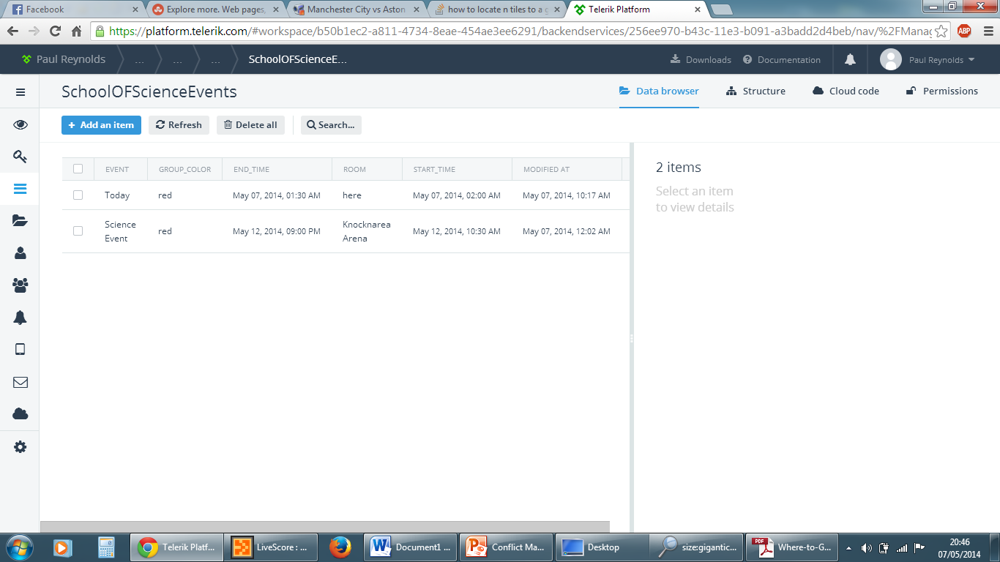 Facebook
Explore more. Web pages,
Manchester City vs Aston
how to locate n tiles to a g
Telerik Platform
https://platform.telerik.com/#workspace/b50b1ec2-a811-4734-8eae-454ae3ee6291/backendservices/256ee970-b43c-11e3-b091-a3badd2d4beb/nav/%2FManag
ABP
Paul Reynolds
...
...
...
SchoolOFScienceE...
Downloads
Documentation
Paul Reynolds
SchoolOFScienceEvents
Data browser
Structure
Cloud code
Permissions
+ Add an item
Refresh
Delete all
Search...
EVENT GROUP_COLOR END_TIME ROOM START_TIME MODIFIED AT
Today red May 07, 2014, 01:30 AM here May 07, 2014, 02:00 AM May 07, 2014, 10:17 AM
Science
Event
red May 12, 2014, 09:00 PM
Knocknarea
Arena
May 12, 2014, 10:30 AM May 07, 2014, 12:02 AM
2 items
Select an item
to view details
Telerik Platf...
LiveScore : ...
Document1 ...
Conflict Ma...
Desktop
size:gigantic...
PDF
Where-to-G...
20:46
07/05/2014